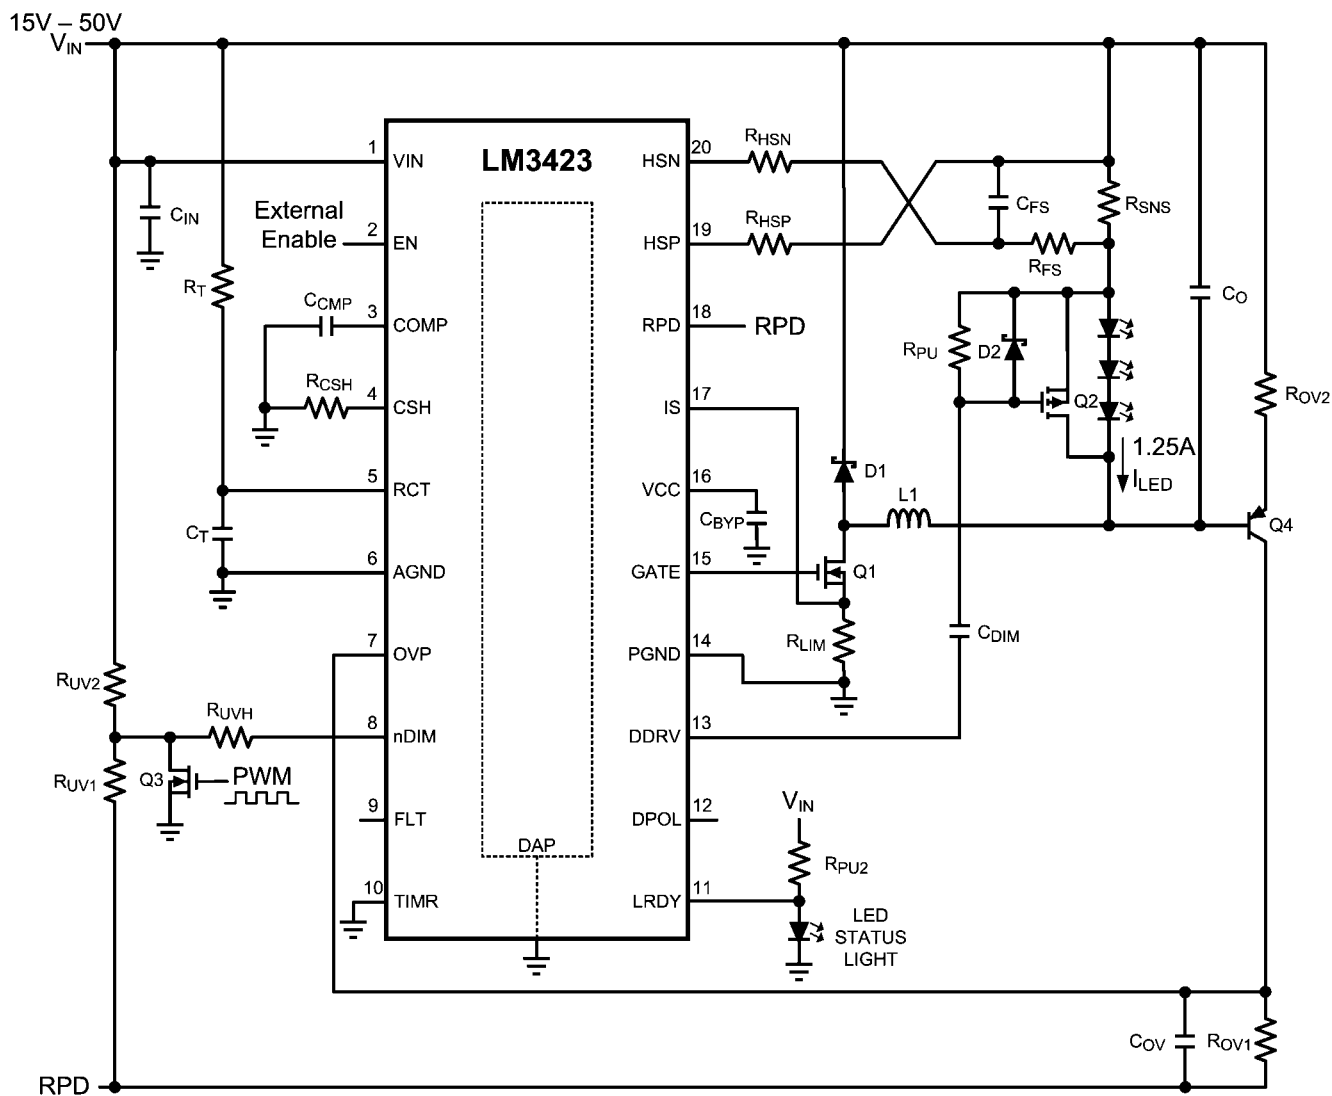 15V – 50V
VIN
LM3423
1 VIN
HSN 20
RHSN
CIN
External
Enable
2 EN
HSP 19
RHSP
CFS
RSNS
RFS
RT
CCMP
3 COMP
RPD 18
RPD
RPU
D2
CO
RCSH
4 CSH
IS 17
Q2
ROV2
1.25A
ILED
5 RCT
VCC 16
D1
L1
CT
CBYP
Q4
6 AGND
GATE 15
Q1
7 OVP
PGND 14
RLIM
CDIM
RUV2
RUVH
8 nDIM
DDRV 13
RUV1
Q3
PWM
9 FLT
DPOL 12
VIN
DAP
RPU2
10 TIMR
LRDY 11
LED
STATUS
LIGHT
COV
ROV1
RPD